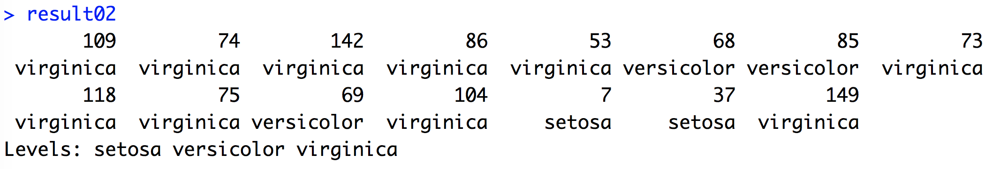 > result02
109 74 142 86 53 68 85 73
virginica virginica virginica virginica virginica versicolor versicolor virginica
118 75 69 104 7 37 149
virginica virginica versicolor virginica setosa setosa virginica
Levels: setosa versicolor virginica